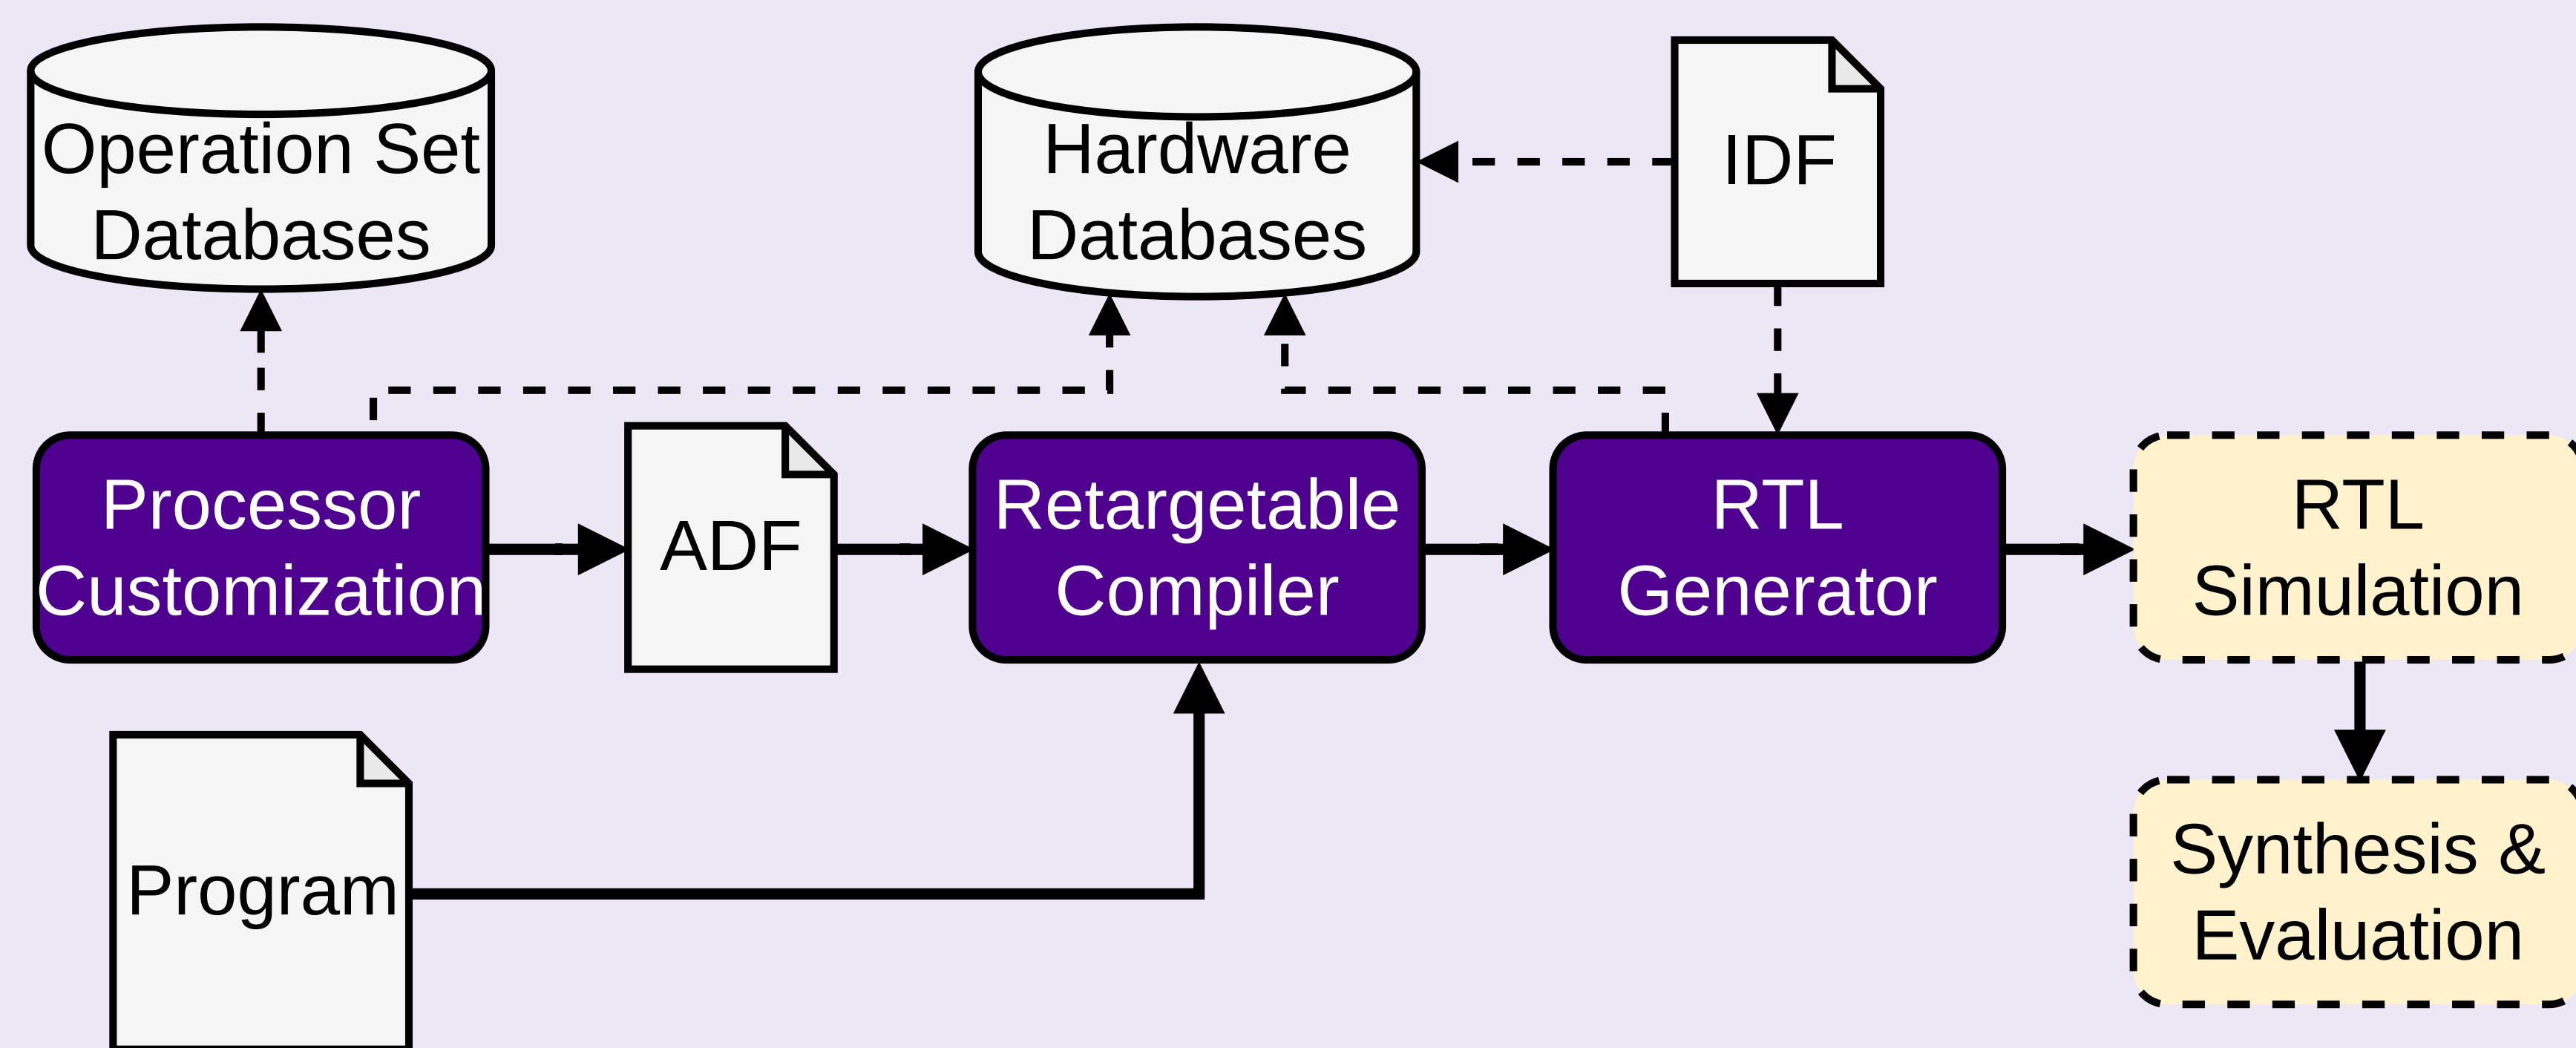 Operation Set
Databases
Hardware
Databases
IDF
Processor
Customization
ADF
Retargetable
Compiler
RTL
Generator
RTL
Simulation
Program
Synthesis &
Evaluation